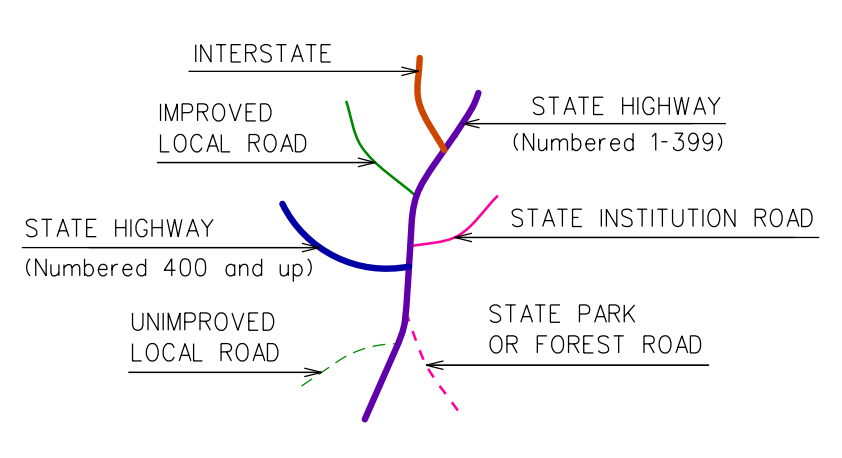 INTERSTATE
STATE HIGHWAY
(Numbered 1-399)
IMPROVED
LOCAL ROAD
STATE INSTITUTION ROAD
STATE HIGHWAY
(Numbered 400 and up)
STATE PARK
OR FOREST ROAD
UNIMPROVED
LOCAL ROAD